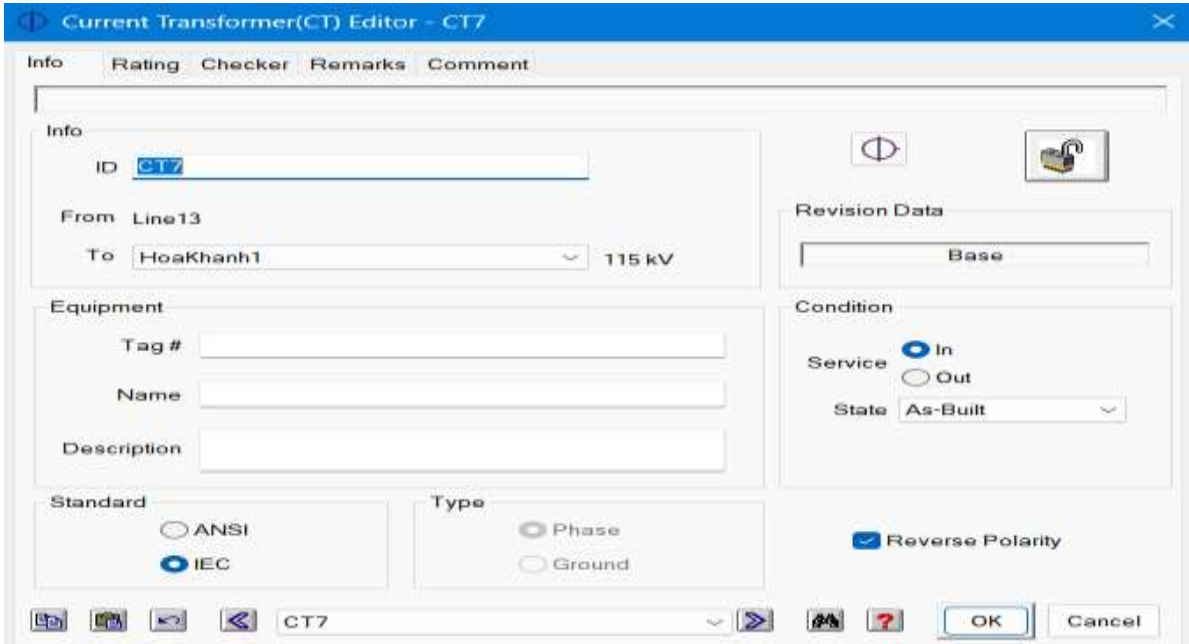 Current Transformer(CT) Editor - CT7
Info Rating Checker Remarks Comment
Info
ID CT7
From Line13
To HoaKhanh1 115 kV
Revision Data
Base
Equipment
Tag #
Name
Description
Condition
Service In
Out
State As-Built
Standard
ANSI
IEC
Type
Phase
Ground
Reverse Polarity
CT7
?
OK
Cancel